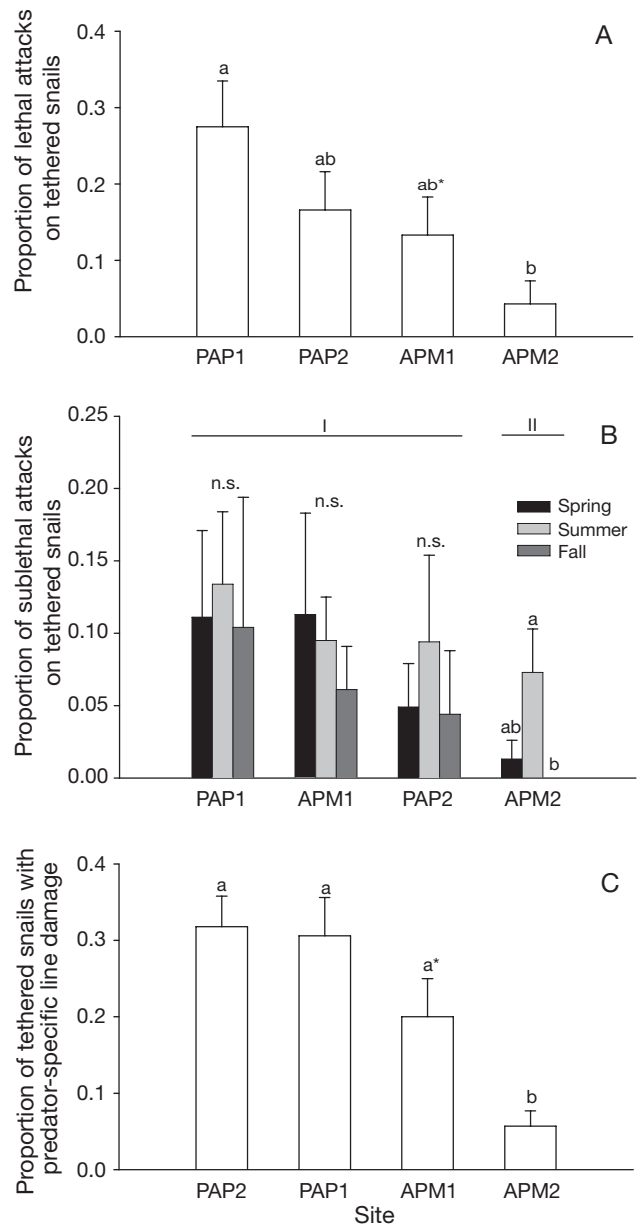 A
Proportion of lethal attacks
on tethered snails
0.4
0.3
0.2
0.1
0.0
a
ab
ab*
b
PAP1 PAP2 APM1 APM2
B
Proportion of sublethal attacks
on tethered snails
0.25
0.20
0.15
0.10
0.05
0.00
I
II
n.s.
n.s.
n.s.
Spring
Summer
Fall
a
ab
b
PAP1 APM1 PAP2 APM2
C
Proportion of tethered snails with
predator-specific line damage
0.4
0.3
0.2
0.1
0.0
a
a
a*
b
PAP2 PAP1 APM1 APM2
Site